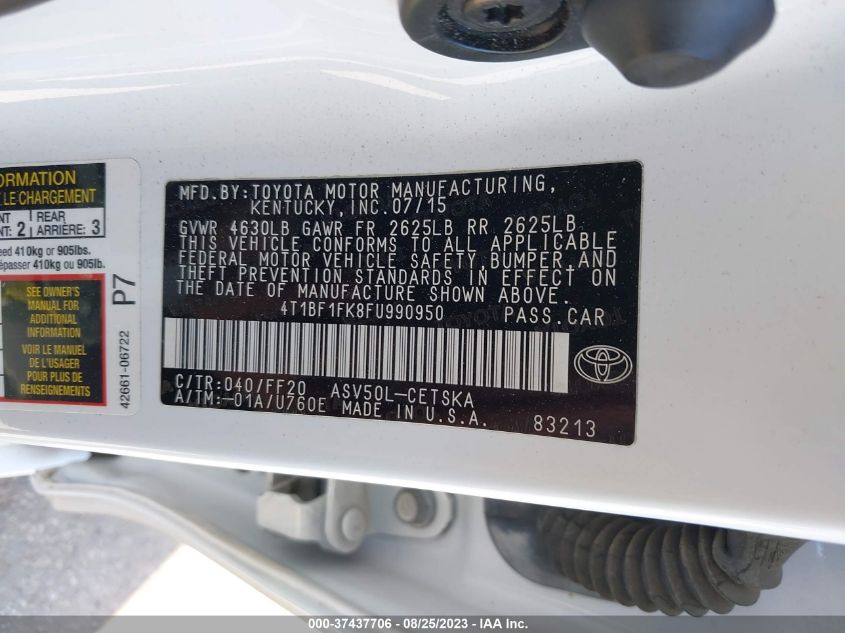 ORMATION
E LE CHARGEMENT
NT 2 REAR 3
NT: ARRIÈRE:
eed 410kg or 905lbs.
épasser 410kg ou 905lb.
SEE OWNER'S
MANUAL FOR
ADDITIONAL
INFORMATION
VOIR LE MANUEL
DE L'USAGER
POUR PLUS DE
RENSEIGNEMENTS
P7
42661-06722
MFD.BY:TOYOTA MOTOR MANUFACTURING,
KENTUCKY,INC.07/15
GVWR 4630LB GAWR FR 2625LB RR 2625LB
THIS VEHICLE CONFORMS TO ALL APPLICABLE
FEDERAL MOTOR VEHICLE SAFETY,BUMPER,AND
THEFT PREVENTION STANDARDS IN EFFECT ON
THE DATE OF MANUFACTURE SHOWN ABOVE.
4T1BF1FK8FU990950 PASS.CAR
C/TR:040/FF20 ASV50L-CETSKA
A/TM:-01A/U760E MADE IN U.S.A.
83213
000-37437706 - 08/25/2023 - Copyright © IAA, Inc.